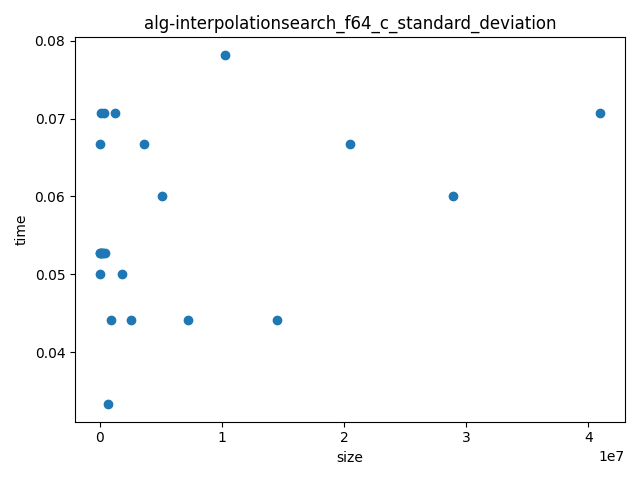 alg-interpolationsearch_f64_c_standard_deviation
0.08
0.07
0.06
0.05
0.04
time
0 1 2 3 4
1e7
size